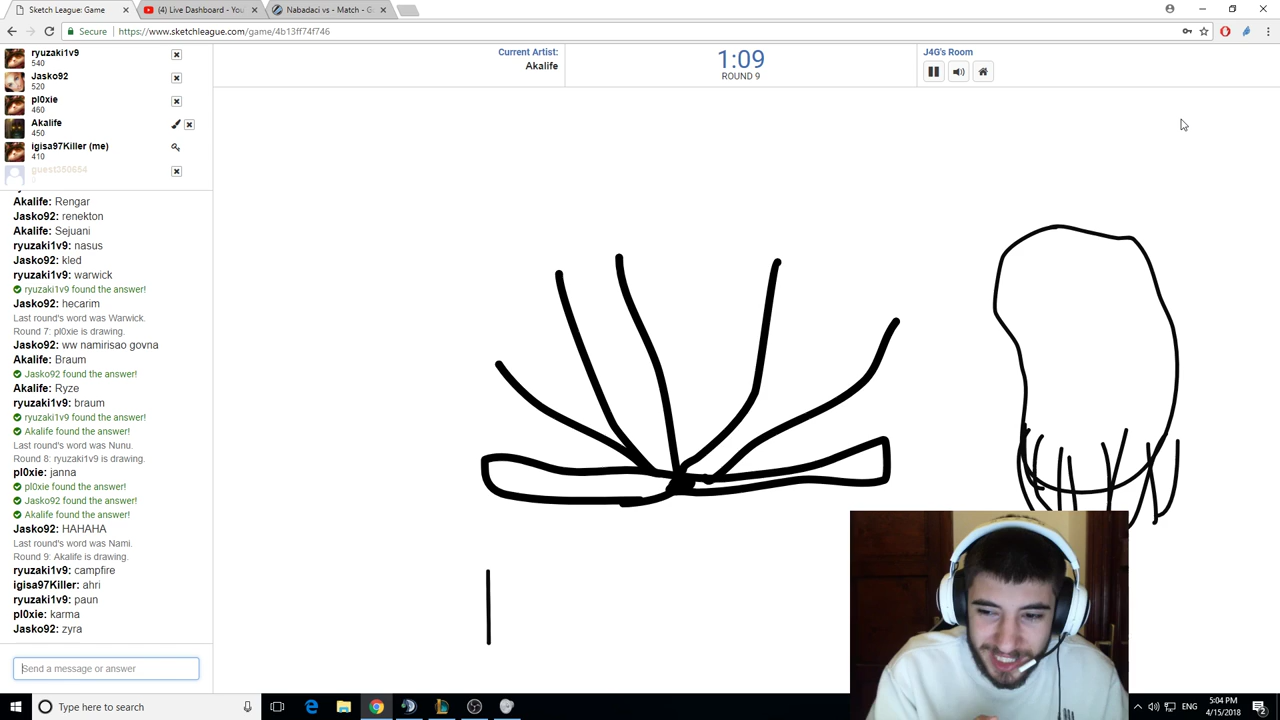 Sketch League: Game
(4) Live Dashboard - You
Nabadaci vs - Match - G
Secure
https://www.sketchleague.com/game/4b13ff74f746
ryuzaki1v9
540
Jasko92
520
pl0xie
460
Akalife
450
igisa97Killer (me)
410
guest060654
Current Artist:
Akalife
1:09
ROUND 9
J4G's Room
Akalife: Rengar
Jasko92: renekton
Akalife: Sejuani
ryuzaki1v9: nasus
Jasko92: kled
ryuzaki1v9: warwick
ryuzaki1v9 found the answer!
Jasko92: hecarim
Last round's word was Warwick.
Round 7: pl0xie is drawing.
Jasko92: ww namirisao govna
Akalife: Braum
Jasko92 found the answer!
Akalife: Ryze
ryuzaki1v9: braum
ryuzaki1v9 found the answer!
Akalife found the answer!
Last round's word was Nunu.
Round 8: ryuzaki1v9 is drawing.
pl0xie: janna
pl0xie found the answer!
Jasko92 found the answer!
Akalife found the answer!
Jasko92: HAHAHA
Last round's word was Nami.
Round 9: Akalife is drawing.
ryuzaki1v9: campfire
igisa97Killer: ahri
ryuzaki1v9: paun
pl0xie: karma
Jasko92: zyra
Send a message or answer
Type here to search
ENG
5:04 PM
4/15/2018
2